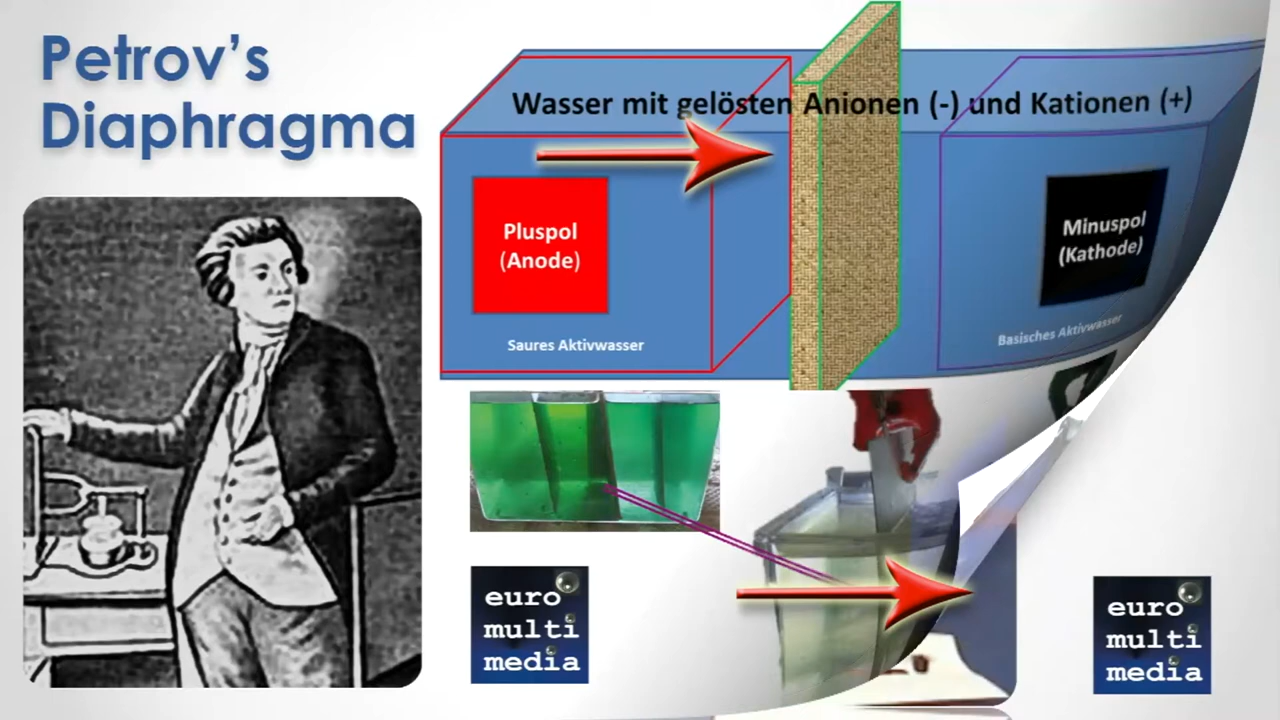 Petrov's
Diaphragma
Wasser mit gelösten Anionen (-) und Kationen (+)
Pluspol
(Anode)
Saures Aktivwasser
Minuspol
(Kathode)
Basisches Aktivwasser
euro
multi
media
euro
multi
media